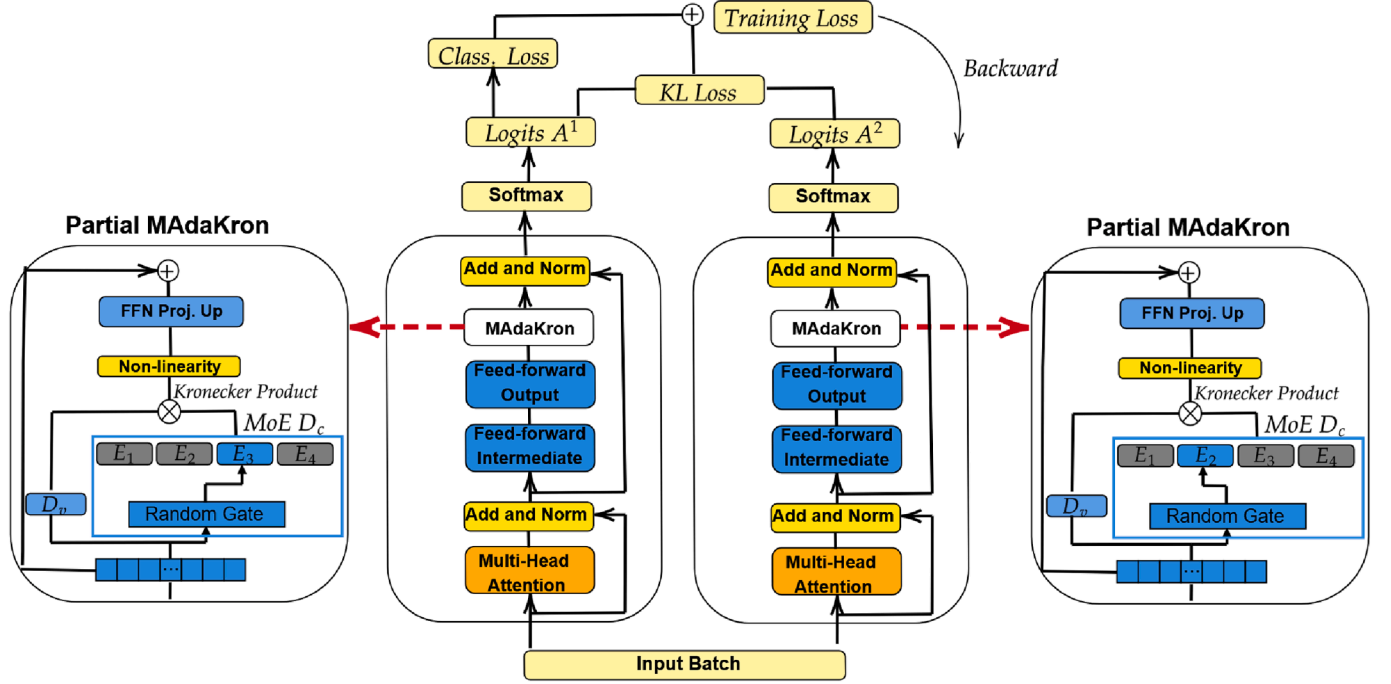 Training Loss
Class. Loss
Backward
KL Loss
Logits A¹
Logits A²
Softmax
Softmax
Partial MAdaKron
Partial MAdaKron
Add and Norm
Add and Norm
FFN Proj. Up
FFN Proj. Up
MAdaKron
MAdaKron
Non-linearity
Non-linearity
Feed-forward
Output
Feed-forward
Output
Kronecker Product
Kronecker Product
MoE D_c
MoE D_c
Feed-forward
Intermediate
Feed-forward
Intermediate
E₁ E₂ E₃ E₄
E₁ E₂ E₃ E₄
D_v
D_v
Random Gate
Random Gate
Add and Norm
Add and Norm
...
...
Multi-Head
Attention
Multi-Head
Attention
Input Batch